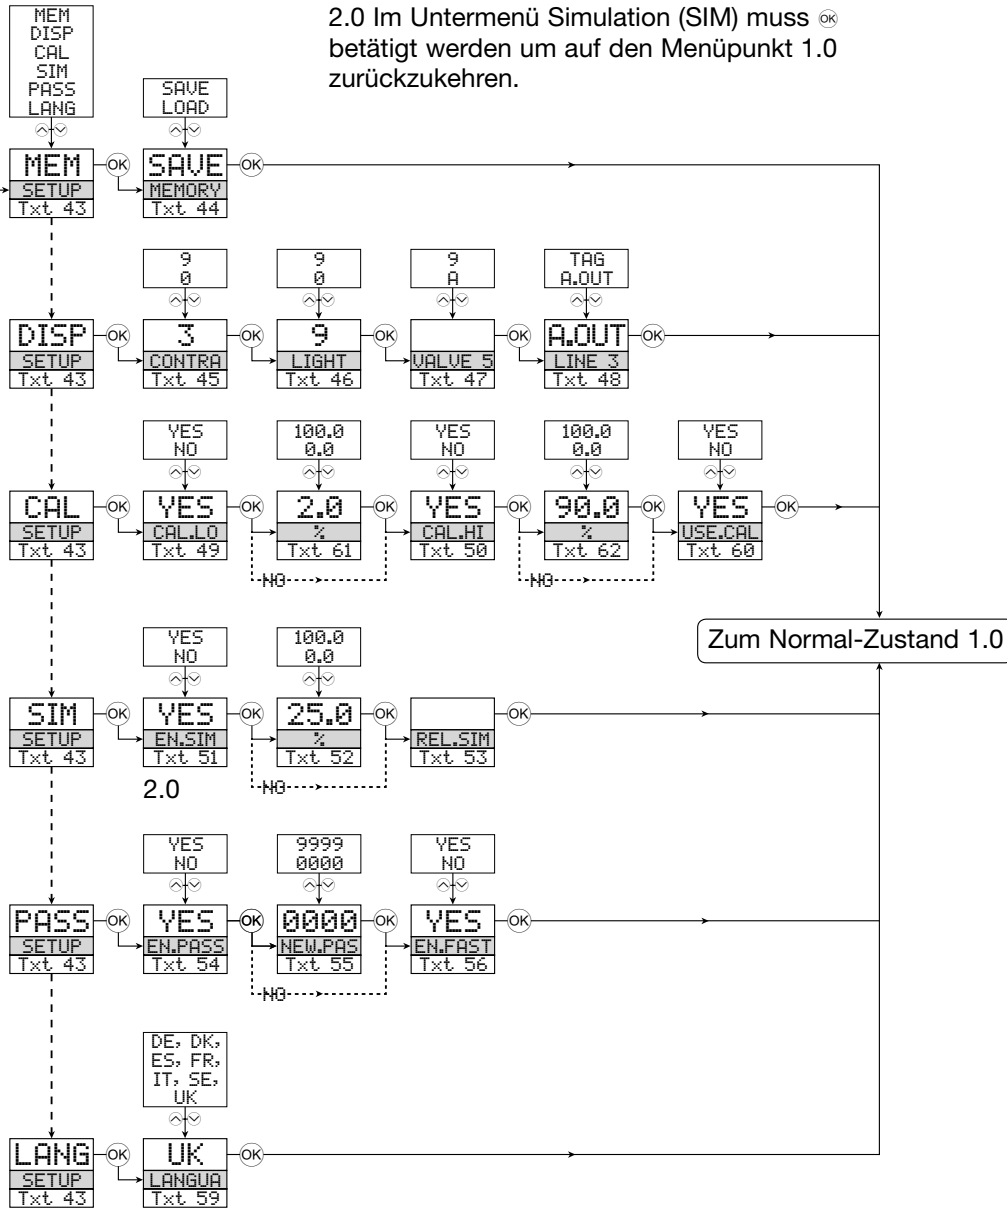 2.0 Im Untermenü Simulation (SIM) muss OK
betätigt werden um auf den Menüpunkt 1.0
zurückzukehren.
MEM
DISP
CAL
SIM
PASS
LANG
SAVE
LOAD
MEM OK SAVE OK
SETUP MEMORY
Txt 43 Txt 44
9 9 9 TAG
0 0 A A.OUT
DISP OK 3 OK 9 OK OK A.OUT OK
SETUP CONTRA LIGHT VALVE 5 LINE 3
Txt 43 Txt 45 Txt 46 Txt 47 Txt 48
YES 100.0 YES 100.0 YES
NO 0.0 NO 0.0 NO
CAL OK YES OK 2.0 OK YES OK 90.0 OK YES OK
SETUP CAL.LO % CAL.HI % USE.CAL
Txt 43 Txt 49 Txt 61 Txt 50 Txt 62 Txt 60
NO NO
Zum Normal-Zustand 1.0
YES 100.0
NO 0.0
SIM OK YES OK 25.0 OK OK
SETUP EN.SIM % REL.SIM
Txt 43 Txt 51 Txt 52 Txt 53
2.0 NO
YES 9999 YES
NO 0000 NO
PASS OK YES OK 0000 OK YES OK
SETUP EN.PASS NEW.PAS EN.FAST
Txt 43 Txt 54 Txt 55 Txt 56
NO
DE, DK,
ES, FR,
IT, SE,
UK
LANG OK UK OK
SETUP LANGUA
Txt 43 Txt 59